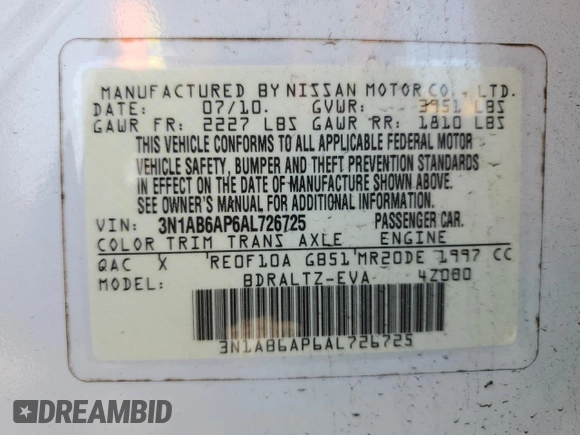 MANUFACTURED BY NISSAN MOTOR CO., LTD.
DATE: 07/10. GVWR: 3951 LBS
GAWR FR: 2227 LBS GAWR RR: 1810 LBS
THIS VEHICLE CONFORMS TO ALL APPLICABLE FEDERAL MOTOR
VEHICLE SAFETY, BUMPER AND THEFT PREVENTION STANDARDS
IN EFFECT ON THE DATE OF MANUFACTURE SHOWN ABOVE.
SEE OWNER'S MANUAL FOR ADDITIONAL INFORMATION.
VIN: 3N1AB6AP6AL726725 PASSENGER CAR.
COLOR TRIM TRANS AXLE ENGINE
QAC X RE0F10A GB51 MR20DE 1997 CC
MODEL: BDRALTZ-EVA 4Z080
3N1AB6AP6AL726725
DREAMBID